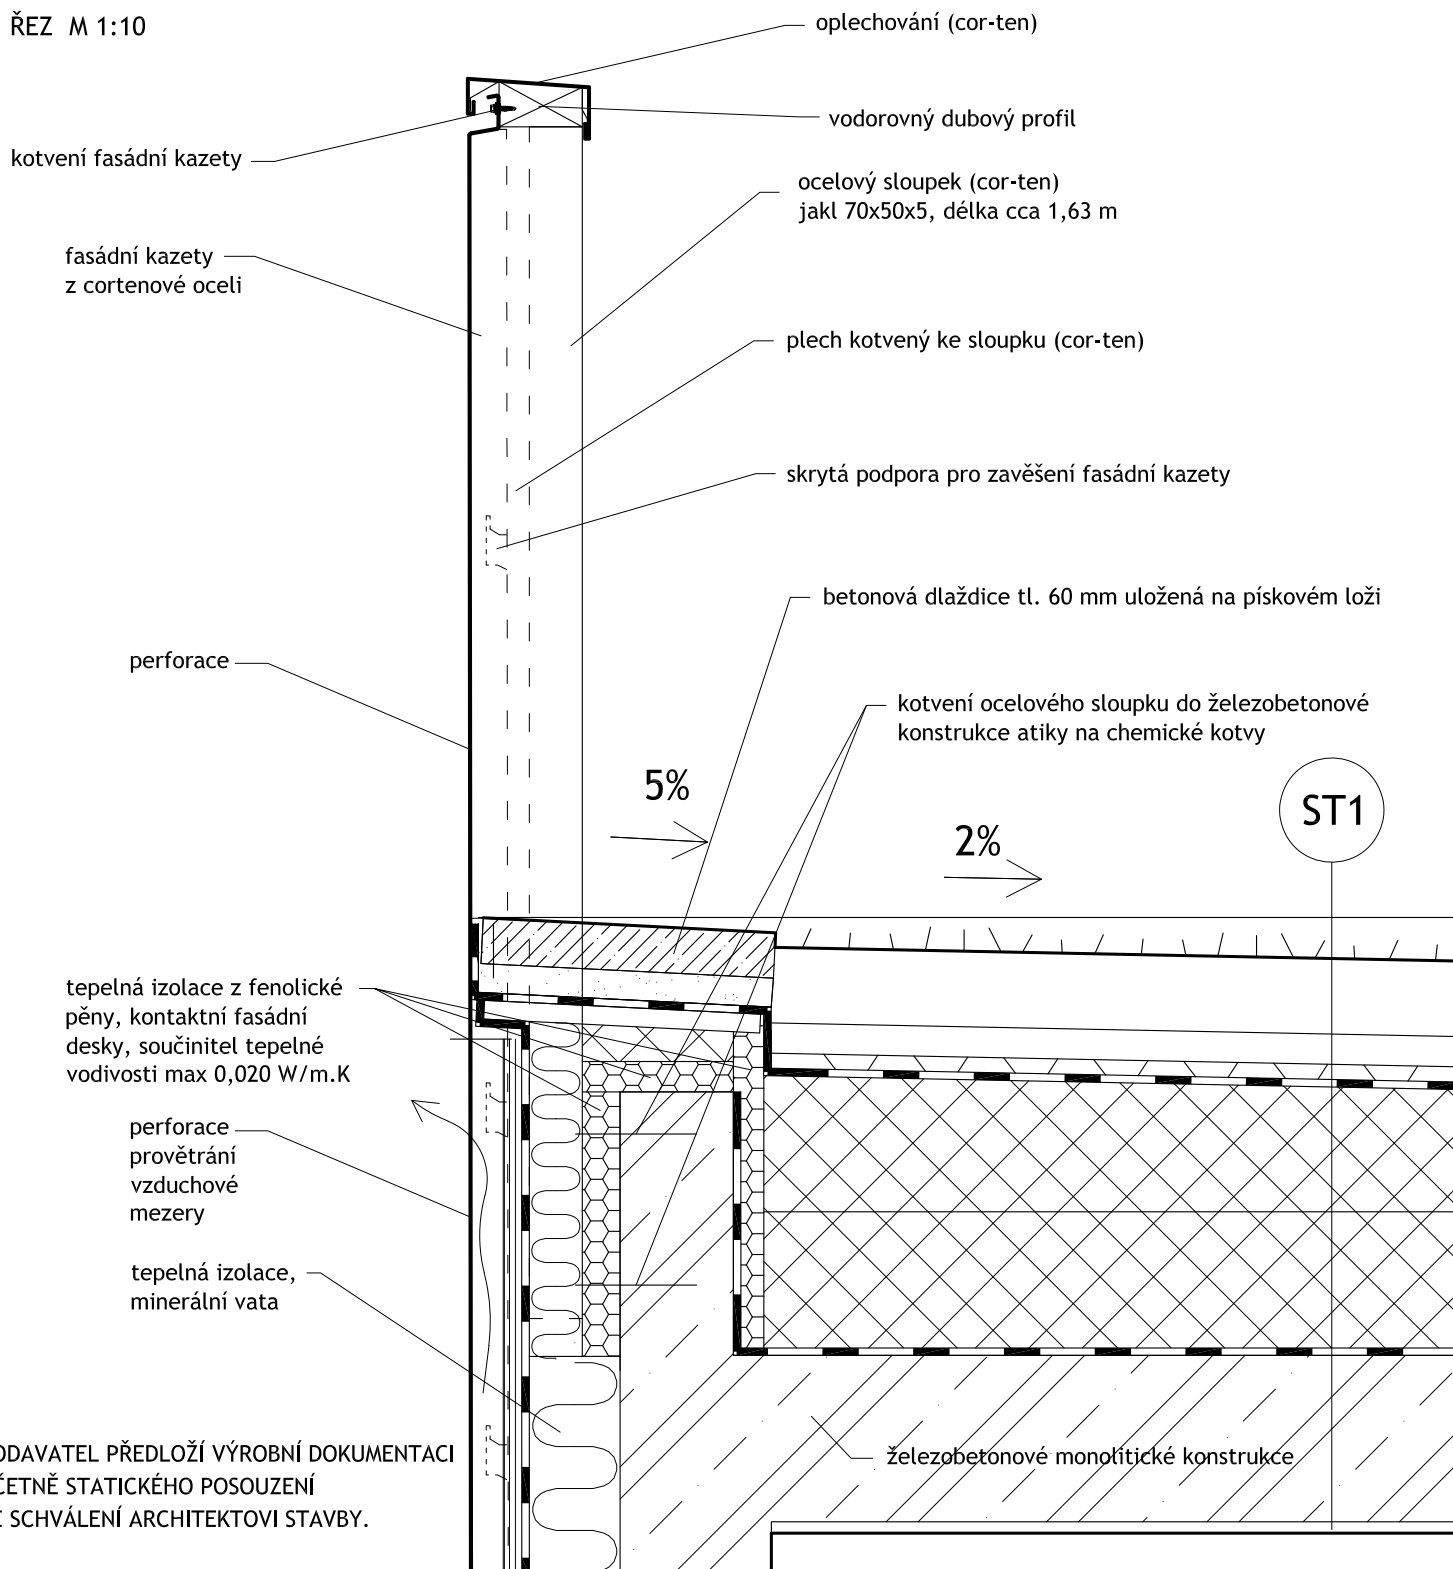 ŘEZ  M 1:10
oplechování (cor-ten)
vodorovný dubový profil
kotvení fasádní kazety
ocelový sloupek (cor-ten)
jakl 70x50x5, délka cca 1,63 m
fasádní kazety
z cortenové oceli
plech kotvený ke sloupku (cor-ten)
skrytá podpora pro zavěšení fasádní kazety
betonová dlaždice tl. 60 mm uložená na pískovém loži
perforace
kotvení ocelového sloupku do železobetonové
konstrukce atiky na chemické kotvy
5%
2%
ST1
tepelná izolace z fenolické
pěny, kontaktní fasádní
desky, součinitel tepelné
vodivosti max 0,020 W/m.K
perforace
provětrání
vzduchové
mezery
tepelná izolace,
minerální vata
železobetonové monolitické konstrukce
ODAVATEL PŘEDLOŽÍ VÝROBNÍ DOKUMENTACI
ČETNĚ STATICKÉHO POSOUZENÍ
E SCHVÁLENÍ ARCHITEKTOVI STAVBY.